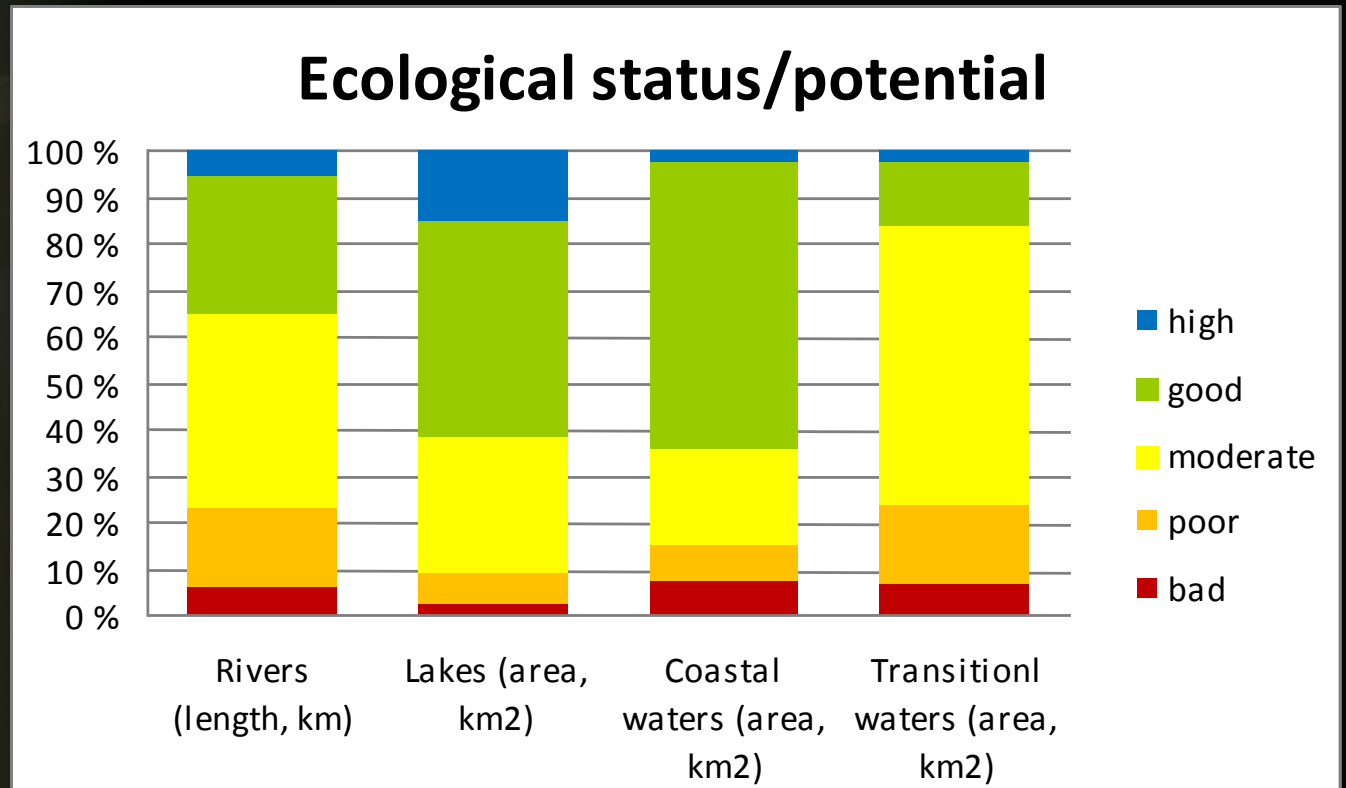 Ecological status/potential
100 %
90 %
80 %
70 %
60 %
50 %
40 %
30 %
20 %
10 %
0 %
Rivers
(length, km)
Lakes (area,
km2)
Coastal
waters (area,
km2)
Transitionl
waters (area,
km2)
high
good
moderate
poor
bad